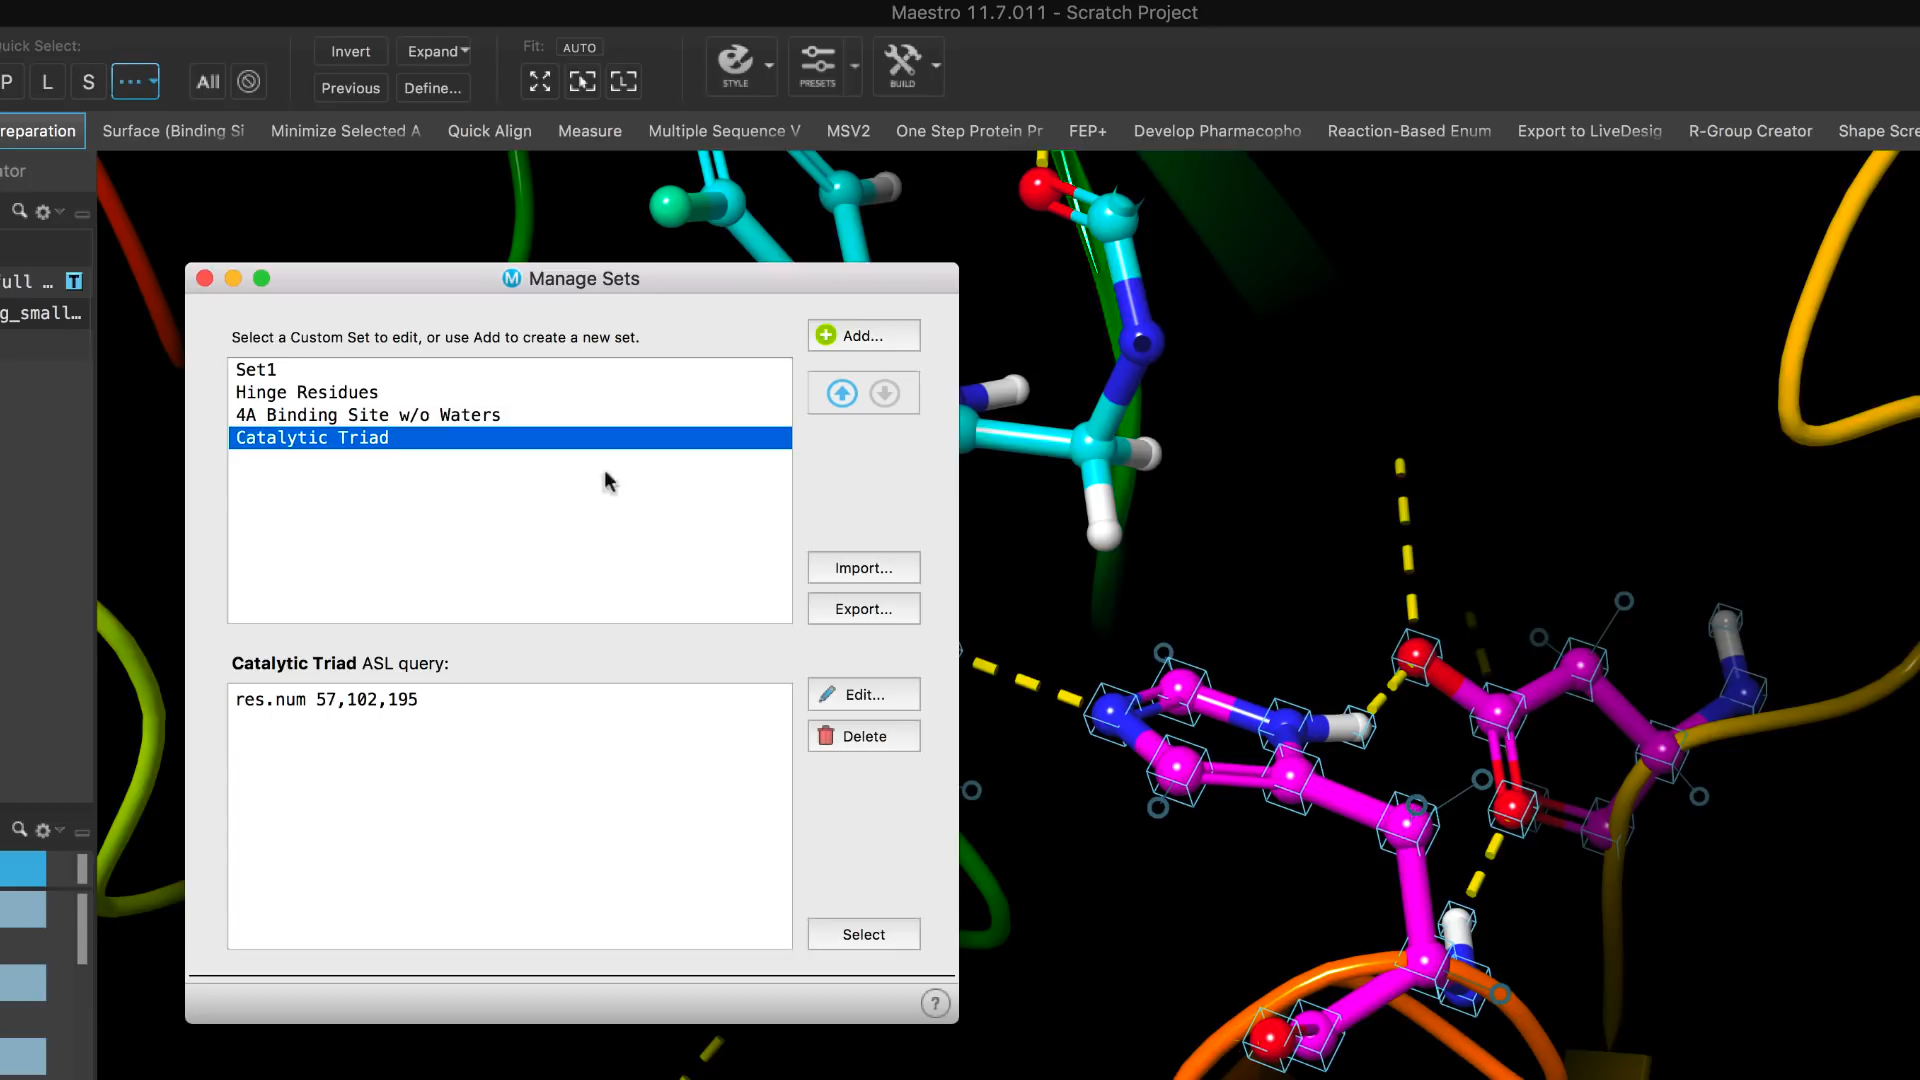 Maestro 11.7.011 - Scratch Project
uick Select:
Invert
Expand
Fit:
AUTO
P
L
S
...
All
Previous
Define...
STYLE
PRESETS
BUILD
reparation
Surface (Binding Si
Minimize Selected A
Quick Align
Measure
Multiple Sequence V
MSV2
One Step Protein Pr
FEP+
Develop Pharmacopho
Reaction-Based Enum
Export to LiveDesig
R-Group Creator
Shape Scre
ator
ull ...
T
g_small...
M
Manage Sets
Select a Custom Set to edit, or use Add to create a new set.
Add...
Set1
Hinge Residues
4A Binding Site w/o Waters
Catalytic Triad
Import...
Export...
Catalytic Triad ASL query:
res.num 57,102,195
Edit...
Delete
Select
?